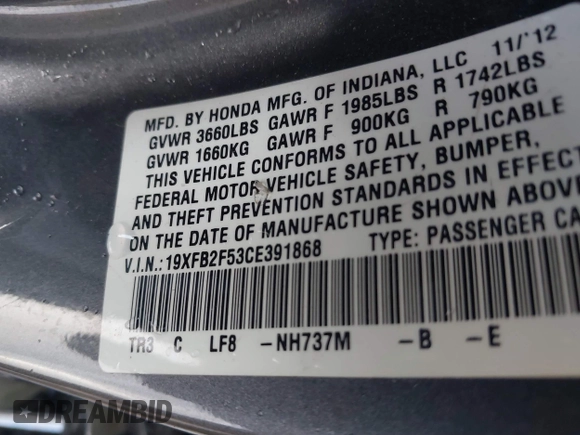 MFD. BY HONDA MFG. OF INDIANA, LLC 11/'12
GVWR 3660LBS GAWR F 1985LBS R 1742LBS
GVWR 1660KG GAWR F 900KG R 790KG
THIS VEHICLE CONFORMS TO ALL APPLICABLE
FEDERAL MOTOR VEHICLE SAFETY, BUMPER,
AND THEFT PREVENTION STANDARDS IN EFFECT
ON THE DATE OF MANUFACTURE SHOWN ABOVE
V.I.N.: 19XFB2F53CE391868 TYPE: PASSENGER CA
TR3 C LF8 -NH737M -B -E
DREAMBID